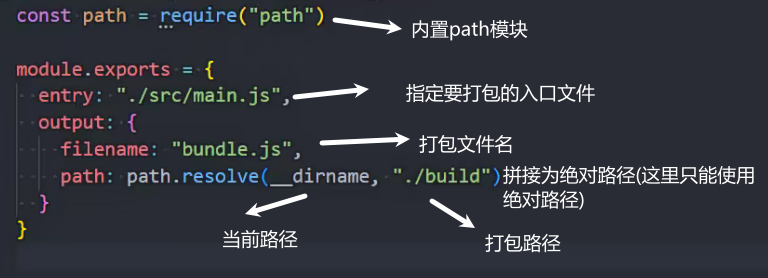 const path = require("path")
内置path模块
module.exports = {
entry: "./src/main.js",
指定要打包的入口文件
output: {
filename: "bundle.js",
打包文件名
path: path.resolve(__dirname, "./build")
拼接为绝对路径(这里只能使用
绝对路径)
}
}
当前路径
打包路径